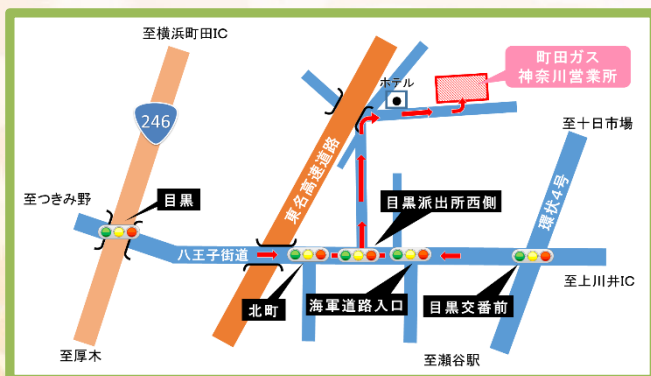 至横浜町田IC
町田ガス
神奈川営業所
ホテル
246
至十日市場
東名高速道路
環状4号
至つきみ野
目黒
目黒派出所西側
八王子街道
至上川井IC
北町
海軍道路入口
目黒交番前
至厚木
至瀬谷駅